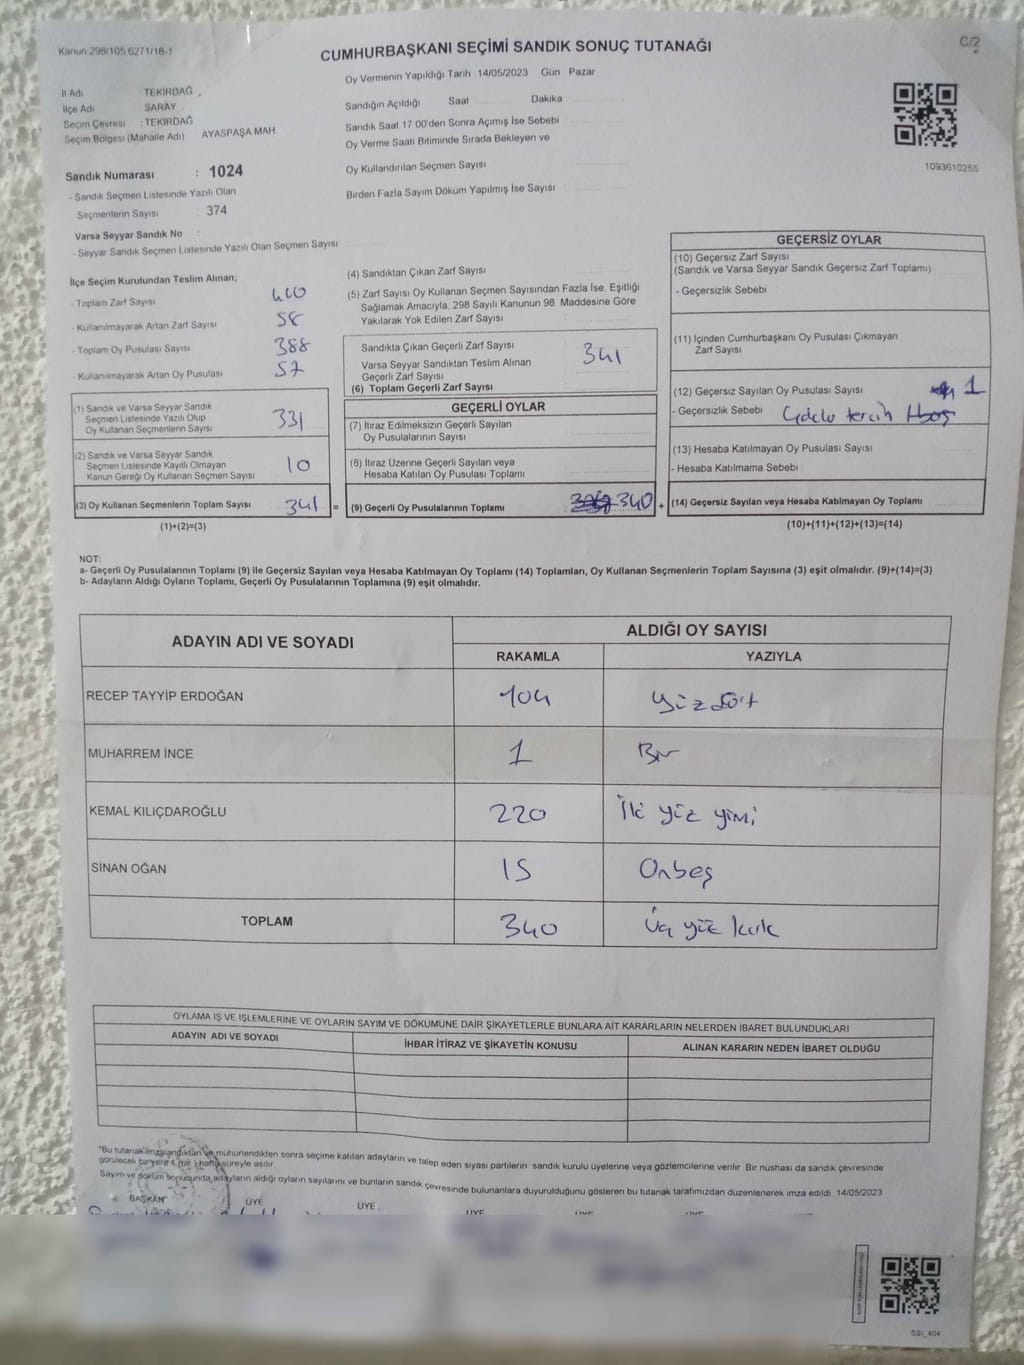 Kanun 298/105,6271/18-1
CUMHURBAŞKANI SEÇİMİ SANDIK SONUÇ TUTANAĞI
C/2
Oy Vermenin Yapıldığı Tarih 14/05/2023 Gün Pazar
İl Adı TEKİRDAĞ
İlçe Adı SARAY
Seçim Çevresi : TEKİRDAĞ
Seçim Bölgesi (Mahalle Adı) AYAŞPAŞA MAH
Sandığın Açıldığı Saat Dakika
Sandık Saat 17 00'den Sonra Açımış İse Sebebi
Oy Verme Saati Bitiminde Sırada Bekleyen ve
Oy Kullandırılan Seçmen Sayısı
Birden Fazla Sayım Döküm Yapılmış İse Sayısı
1093610255
Sandık Numarası : 1024
- Sandık Seçmen Listesinde Yazılı Olan
Seçmenlerin Sayısı : 374
Varsa Seyyar Sandık No :
- Seyyar Sandık Seçmen Listesinde Yazılı Olan Seçmen Sayısı
İlçe Seçim Kurulundan Teslim Alınan;
- Toplam Zarf Sayısı 400
- Kullanılmayarak Artan Zarf Sayısı 58
- Toplam Oy Pusulası Sayısı 388
- Kullanılmayarak Artan Oy Pusulası 57
(1) Sandık ve Varsa Seyyar Sandık
Seçmen Listesinde Yazılı Olup
Oy Kullanan Seçmenlerin Sayısı 331
(2) Sandık ve Varsa Seyyar Sandık
Seçmen Listesinde Kayıtlı Olmayan
Kanun Gereği Oy Kullanan Seçmen Sayısı 10
(3) Oy Kullanan Seçmenlerin Toplam Sayısı 341 =
(1)+(2)=(3)
(4) Sandıktan Çıkan Zarf Sayısı
(5) Zarf Sayısı Oy Kullanan Seçmen Sayısından Fazla İse, Eşitliği
Sağlamak Amacıyla, 298 Sayılı Kanunun 98. Maddesine Göre
Yakılarak Yok Edilen Zarf Sayısı
Sandıkta Çıkan Geçerli Zarf Sayısı 341
Varsa Seyyar Sandıktan Teslim Alınan
Geçerli Zarf Sayısı
(6) Toplam Geçerli Zarf Sayısı
GEÇERLİ OYLAR
(7) İtiraz Edilmeksizin Geçerli Sayılan
Oy Pusulalarının Sayısı
(8) İtiraz Üzerine Geçerli Sayılan veya
Hesaba Katılan Oy Pusulası Toplamı
(9) Geçerli Oy Pusulalarının Toplamı 340 +
GEÇERSİZ OYLAR
(10) Geçersiz Zarf Sayısı
(Sandık ve Varsa Seyyar Sandık Geçersiz Zarf Toplamı)
- Geçersizlik Sebebi
(11) İçinden Cumhurbaşkanı Oy Pusulası Çıkmayan
Zarf Sayısı
(12) Geçersiz Sayılan Oy Pusulası Sayısı 1
- Geçersizlik Sebebi tercih
(13) Hesaba Katılmayan Oy Pusulası Sayısı
- Hesaba Katılmama Sebebi
(14) Geçersiz Sayılan veya Hesaba Katılmayan Oy Toplamı
(10)+(11)+(12)+(13)=(14)
NOT:
a- Geçerli Oy Pusulalarının Toplamı (9) ile Geçersiz Sayılan veya Hesaba Katılmayan Oy Toplamı (14) Toplamları, Oy Kullanan Seçmenlerin Toplam Sayısına (3) eşit olmalıdır. (9)+(14)=(3)
b- Adayların Aldığı Oyların Toplamı, Geçerli Oy Pusulalarının Toplamına (9) eşit olmalıdır.
ADAYIN ADI VE SOYADI ALDIĞI OY SAYISI
RAKAMLA YAZIYLA
RECEP TAYYİP ERDOĞAN 104 Yüzdört
MUHARREM İNCE 1 Bir
KEMAL KILIÇDAROĞLU 220 İki yüz yirmi
SİNAN OĞAN 15 Onbeş
TOPLAM 340 Üç yüz kırk
OYLAMA İŞ VE İŞLEMLERİNE VE OYLARIN SAYIM VE DÖKÜMÜNE DAİR ŞİKAYETLERLE BUNLARA AİT KARARLARIN NELERDEN İBARET BULUNDUKLARI
ADAYIN ADI VE SOYADI İHBAR İTİRAZ VE ŞİKAYETİN KONUSU ALINAN KARARIN NEDEN İBARET OLDUĞU
*Bu tutanak imzalandıktan ve mühürlendikten sonra seçime katılan adayların ve talep eden siyasi partilerin sandık kurulu üyelerine veya gözlemcilerine verilir Bir nüshası da sandık çevresinde
görülecek bir yere 1 (bir) hafta süreyle asılır.
Sayım ve döküm sonucunda, adayların aldığı oyların sayılarını ve bunların sandık çevresinde bulunanlara duyurulduğunu gösteren bu tutanak tarafımızdan düzenlenerek imza edildi. 14/05/2023
BAŞKAN ÜYE ÜYE ÜYE ÜYE ÜYE
SSİ_404